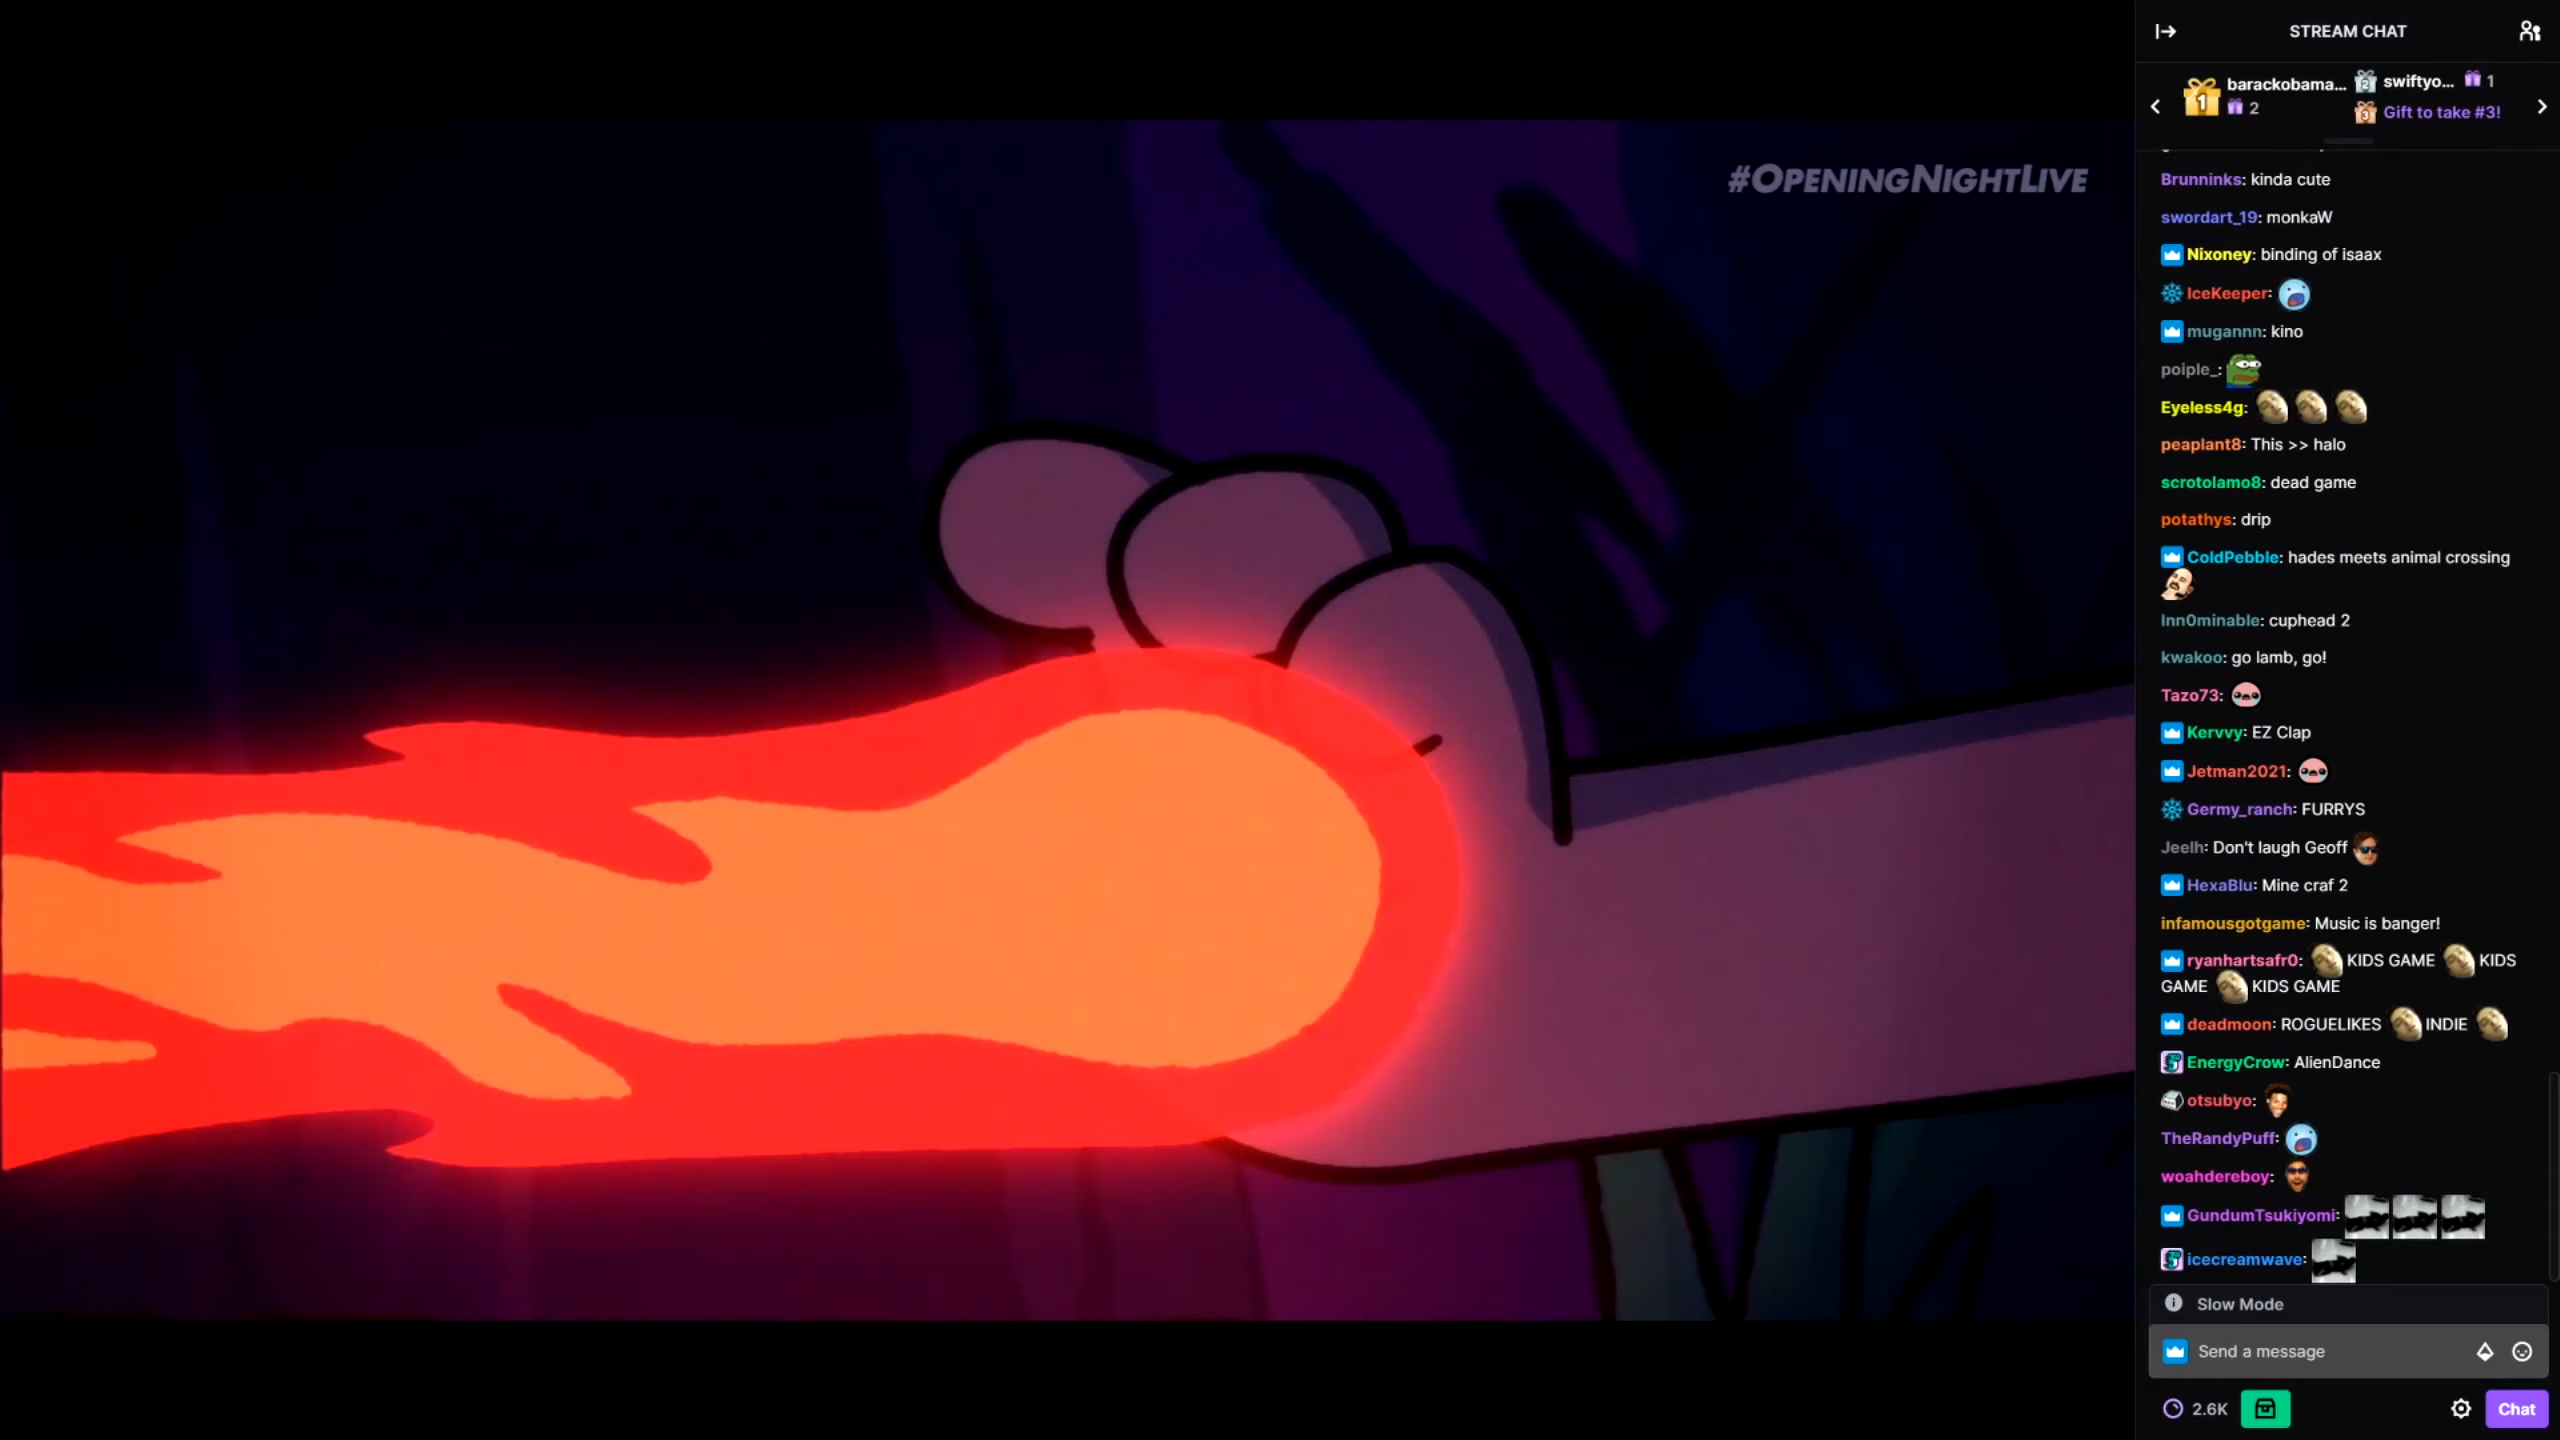 #OPENINGNIGHTLIVE
STREAM CHAT
barackobama...
2
swiftyo... 1
Gift to take #3!
Brunninks: kinda cute
swordart_19: monkaW
Nixoney: binding of isaax
IceKeeper:
mugannn: kino
poiple_:
Eyeless4g:
peaplant8: This >> halo
scrotolamo8: dead game
potathys: drip
ColdPebble: hades meets animal crossing
Inn0minable: cuphead 2
kwakoo: go lamb, go!
Tazo73:
Kervvy: EZ Clap
Jetman2021:
Germy_ranch: FURRYS
Jeelh: Don't laugh Geoff
HexaBlu: Mine craf 2
infamousgotgame: Music is banger!
ryanhartsafr0: KIDS GAME KIDS
GAME KIDS GAME
deadmoon: ROGUELIKES INDIE
EnergyCrow: AlienDance
otsubyo:
TheRandyPuff:
woahdereboy:
GundumTsukiyomi:
icecreamwave:
Slow Mode
Send a message
2.6K
Chat